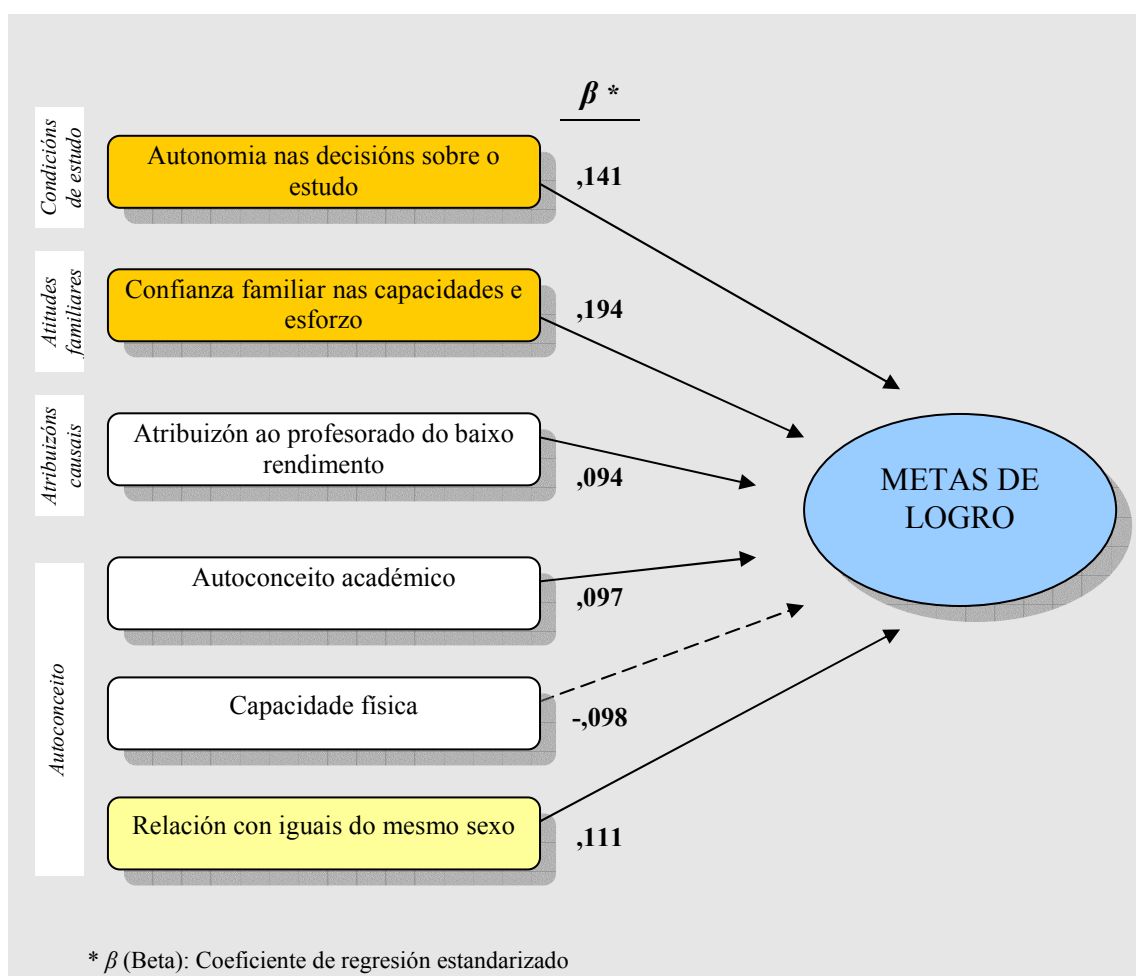 β *
Condicións
de estudo
Autonomia nas decisións sobre o
estudo
,141
Atitudes
familiares
Confianza familiar nas capacidades e
esforzo
,194
Atribuizóns
causais
Atribuizón ao profesorado do baixo
rendimento
,094
METAS DE
LOGRO
Autoconceito
Autoconceito académico
,097
Capacidade física
-,098
Relación con iguais do mesmo sexo
,111
* β (Beta): Coeficiente de regresión estandarizado